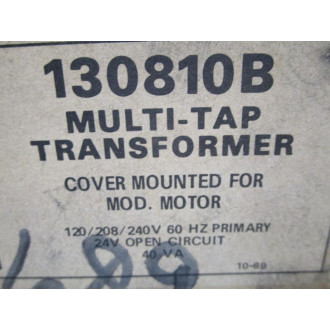 130810B
MULTI-TAP
TRANSFORMER
COVER MOUNTED FOR
MOD. MOTOR
120/208/240V 60 HZ PRIMARY
24V OPEN CIRCUIT
40 VA
10-69